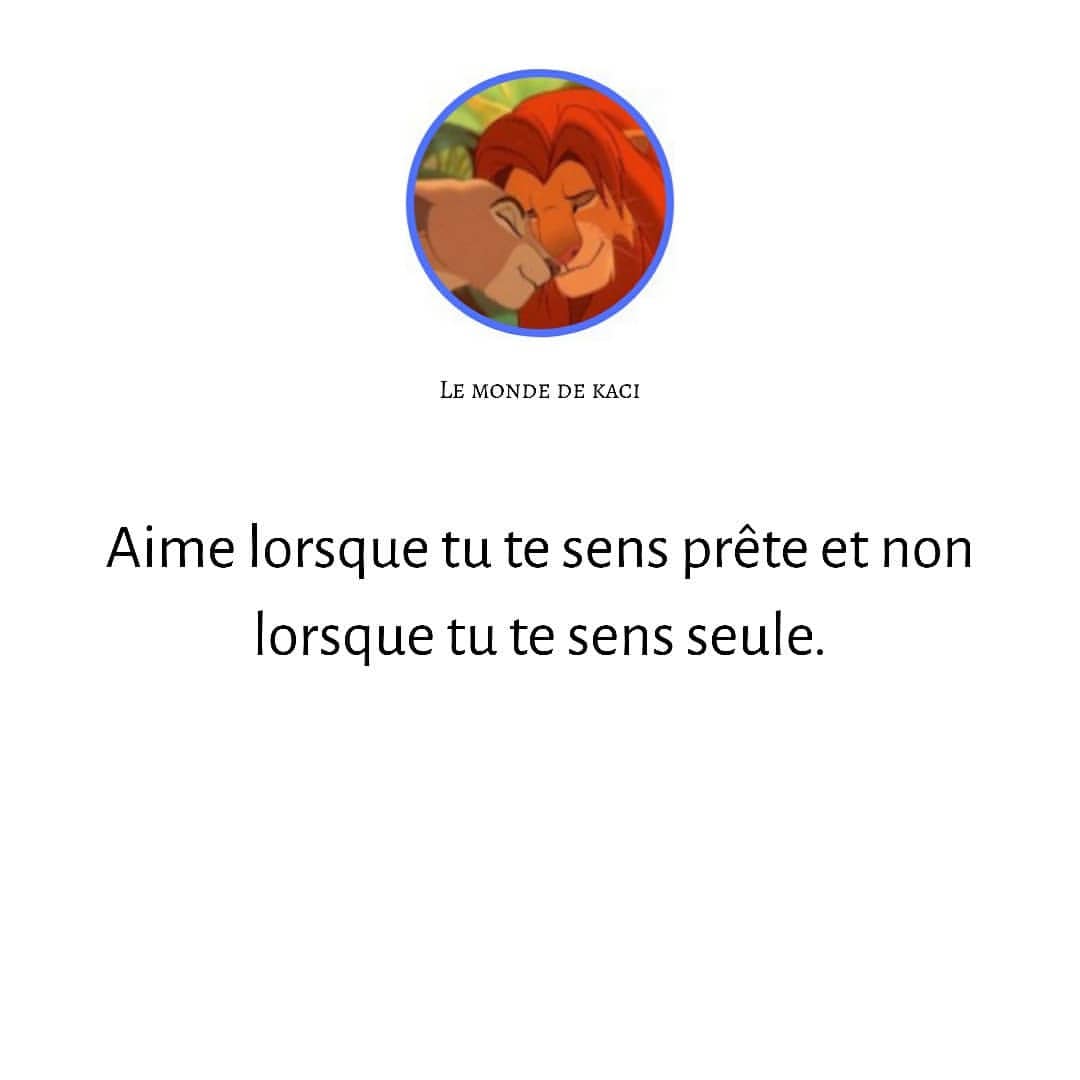 Le monde de kaci
Aime lorsque tu te sens prête et non
lorsque tu te sens seule.